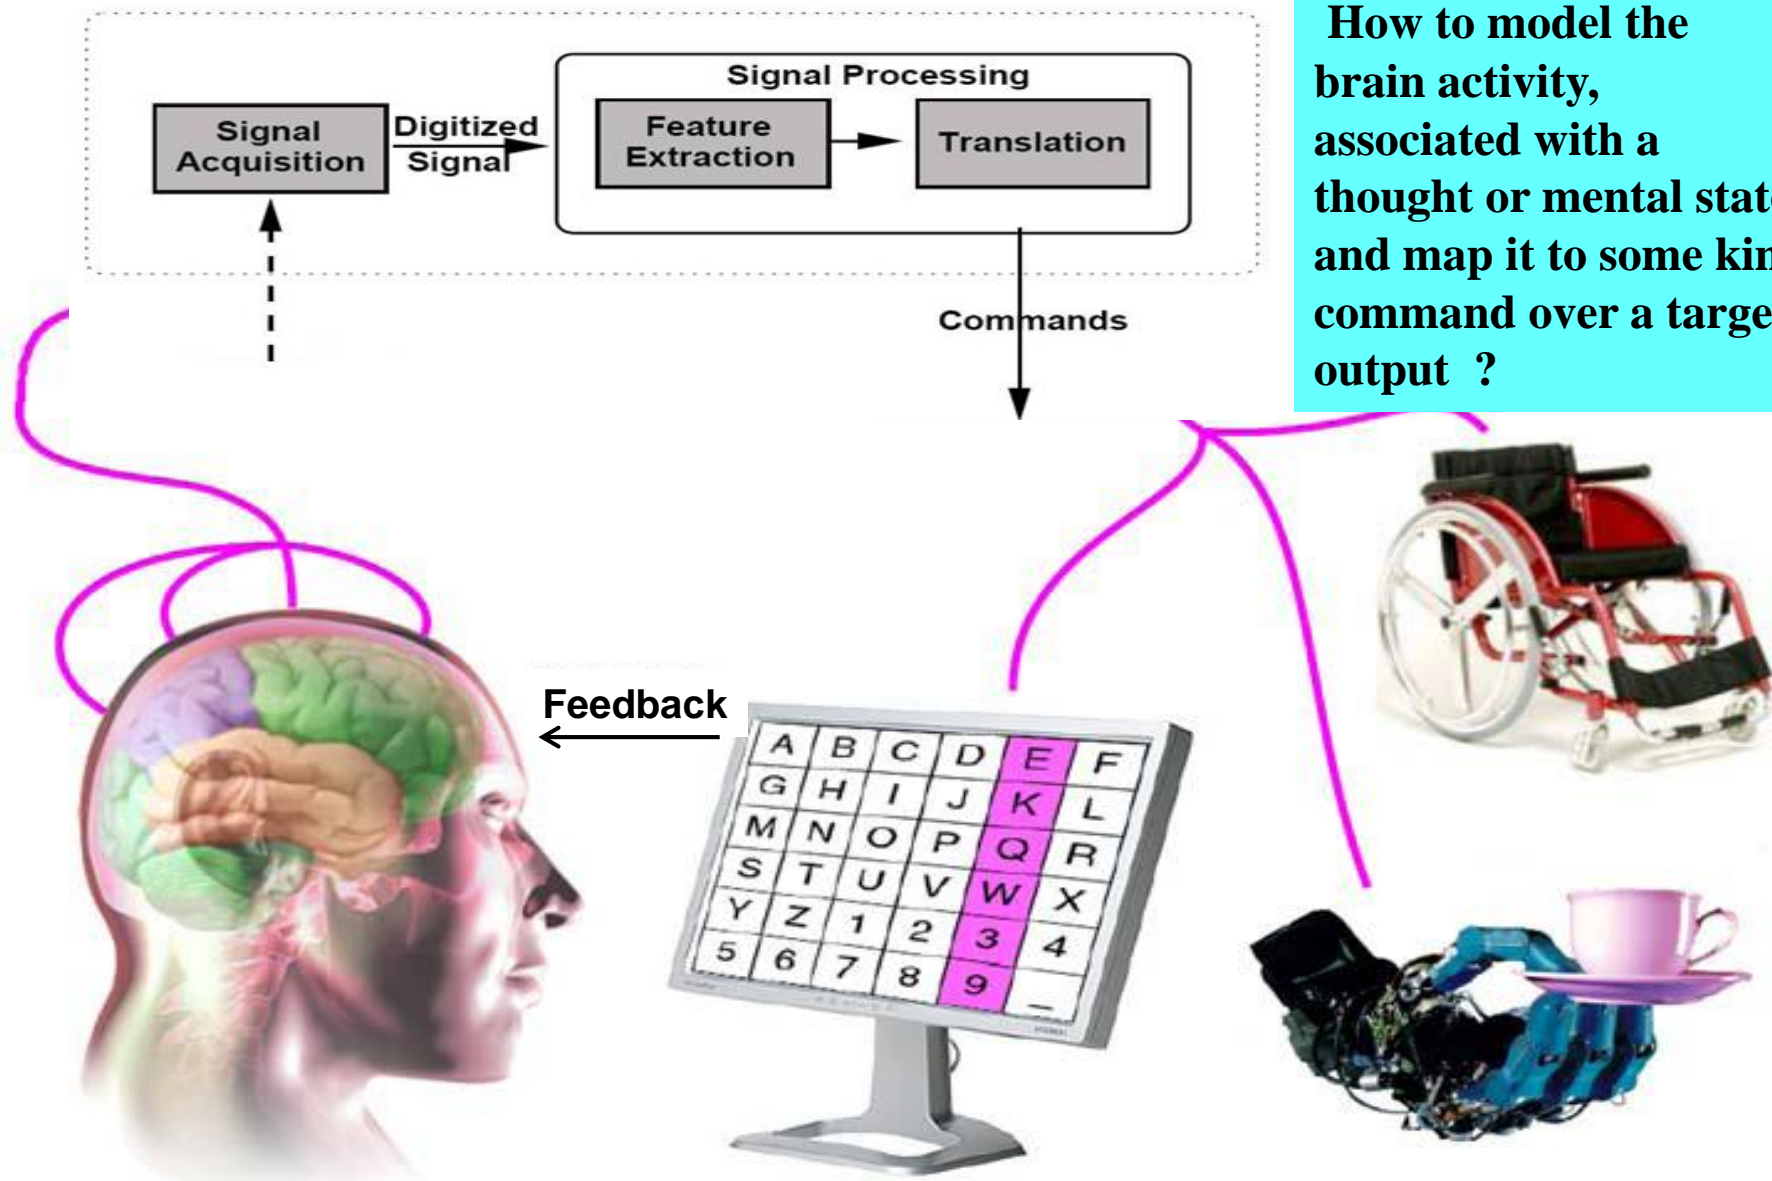 Signal Processing
Signal
Acquisition
Digitized
Signal
Feature
Extraction
Translation
Commands
How to model the
brain activity,
associated with a
thought or mental stat
and map it to some kin
command over a targe
output ?
Feedback
A B C D E F
G H I J K L
M N O P Q R
S T U V W X
Y Z 1 2 3 4
5 6 7 8 9 _